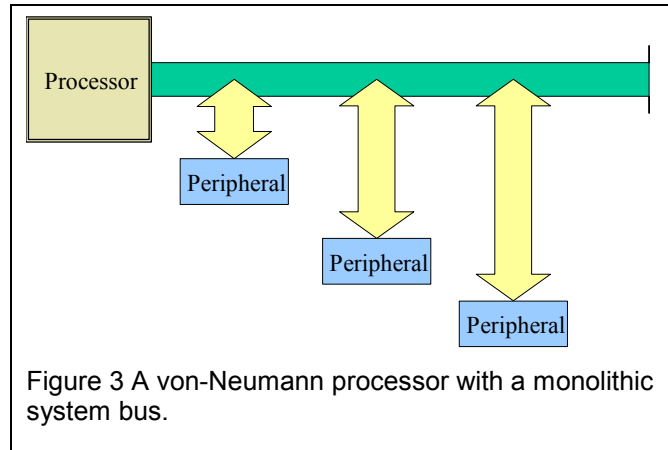 Processor
Peripheral
Peripheral
Peripheral
Figure 3 A von-Neumann processor with a monolithic
system bus.